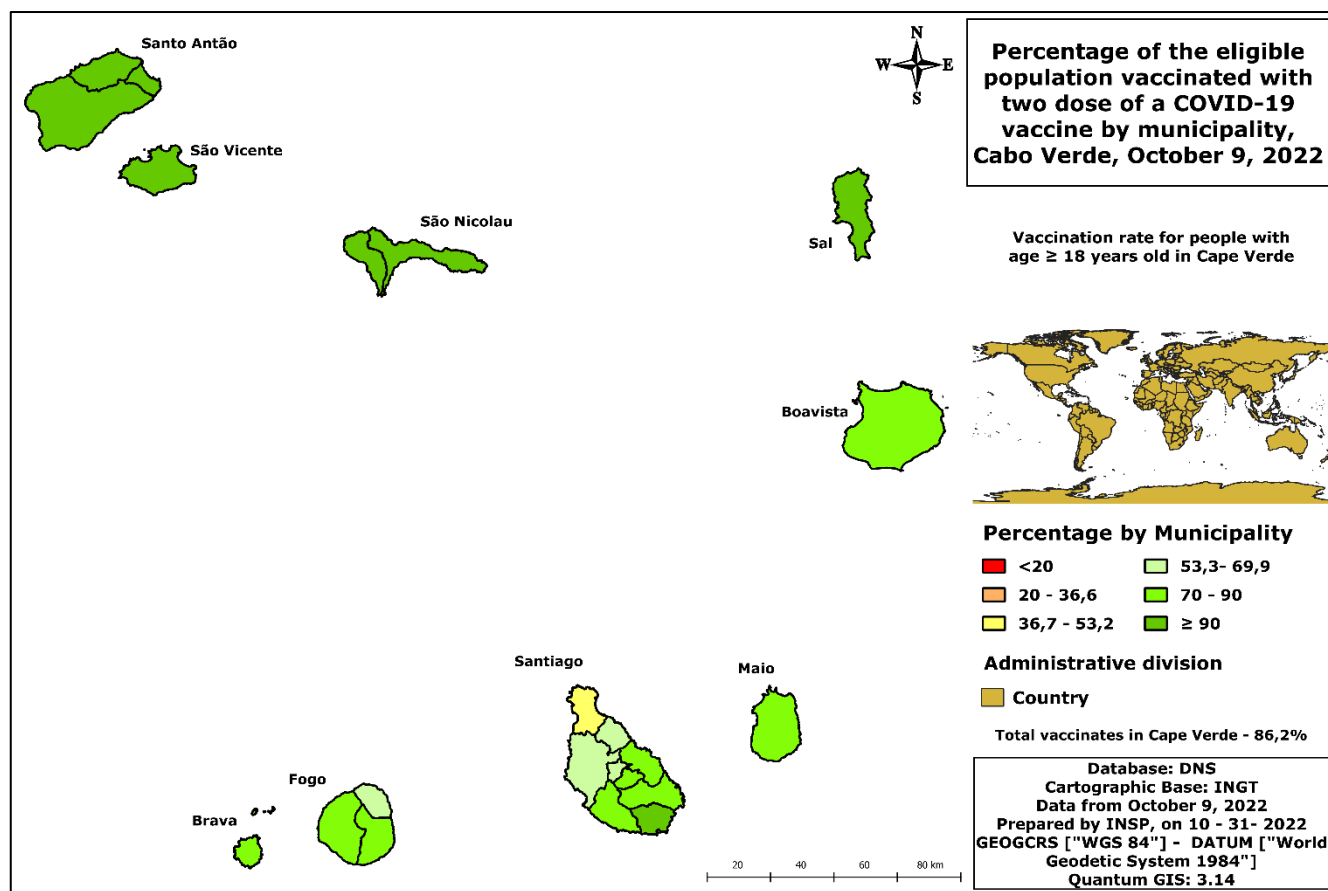 Santo Antão
São Vicente
São Nicolau
Sal
Boavista
Santiago
Maio
Fogo
Brava
N
W E
S
20 40 60 80 km
Percentage of the eligible
population vaccinated with
two dose of a COVID-19
vaccine by municipality,
Cabo Verde, October 9, 2022
Vaccination rate for people with
age ≥ 18 years old in Cape Verde
Percentage by Municipality
<20
20 - 36,6
36,7 - 53,2
53,3- 69,9
70 - 90
≥ 90
Administrative division
Country
Total vaccinates in Cape Verde - 86,2%
Database: DNS
Cartographic Base: INGT
Data from October 9, 2022
Prepared by INSP, on 10 - 31- 2022
GEOGCRS ["WGS 84"] - DATUM ["World
Geodetic System 1984"]
Quantum GIS: 3.14